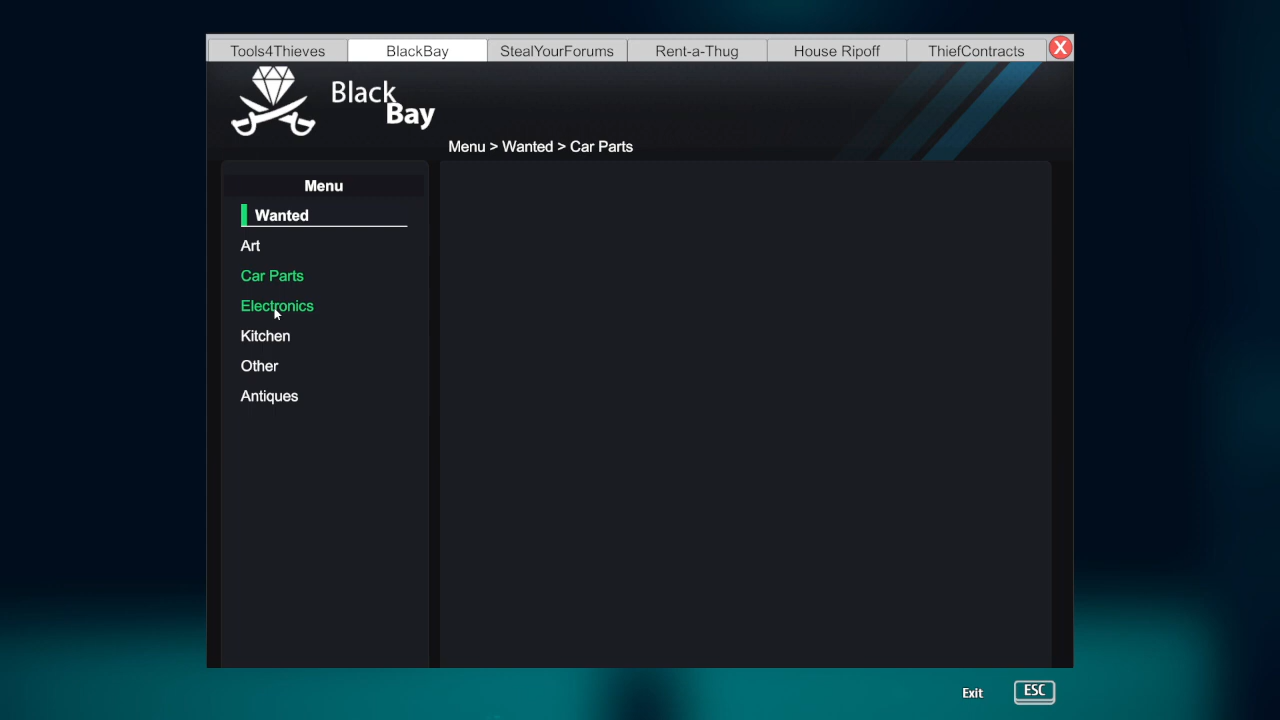 Tools4Thieves BlackBay StealYourForums Rent-a-Thug House Ripoff ThiefContracts X
Black
Bay
Menu > Wanted > Car Parts
Menu
Wanted
Art
Car Parts
Electronics
Kitchen
Other
Antiques
Exit ESC